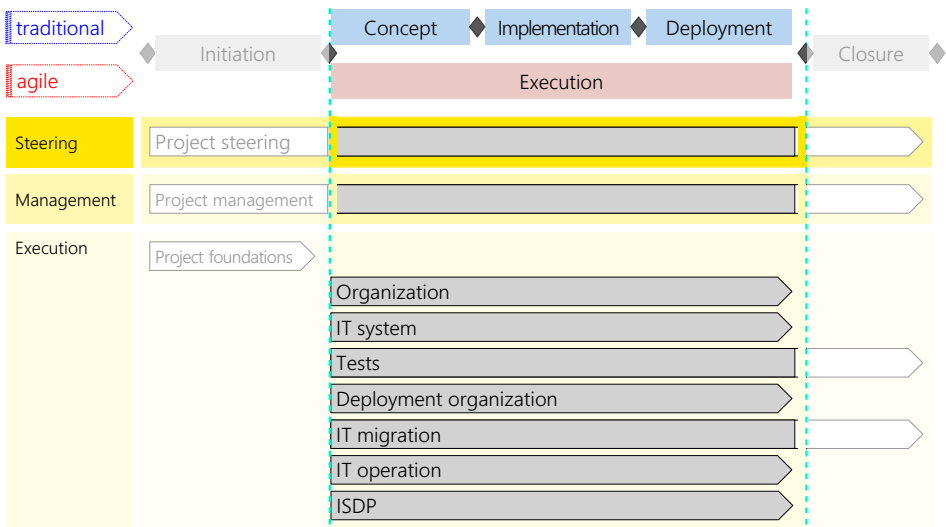 traditional
Concept
Implementation
Deployment
Initiation
Closure
agile
Execution
Steering
Project steering
Management
Project management
Execution
Project foundations
Organization
IT system
Tests
Deployment organization
IT migration
IT operation
ISDP